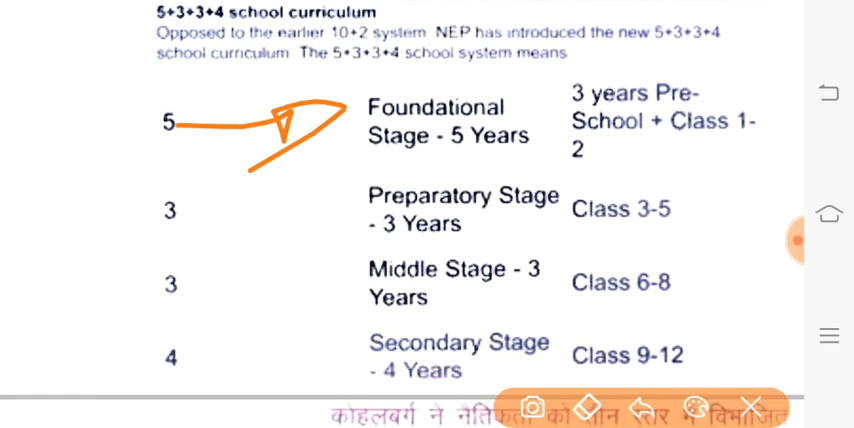 5+3+3+4 school curriculum
Opposed to the earlier 10+2 system NEP has introduced the new 5+3+3+4
school curriculum The 5+3+3+4 school system means
5 Foundational Stage - 5 Years 3 years Pre-School + Class 1-2
3 Preparatory Stage - 3 Years Class 3-5
3 Middle Stage - 3 Years Class 6-8
4 Secondary Stage - 4 Years Class 9-12
कोहलबर्ग ने नैतिकता को तीन स्तर में विभाजित